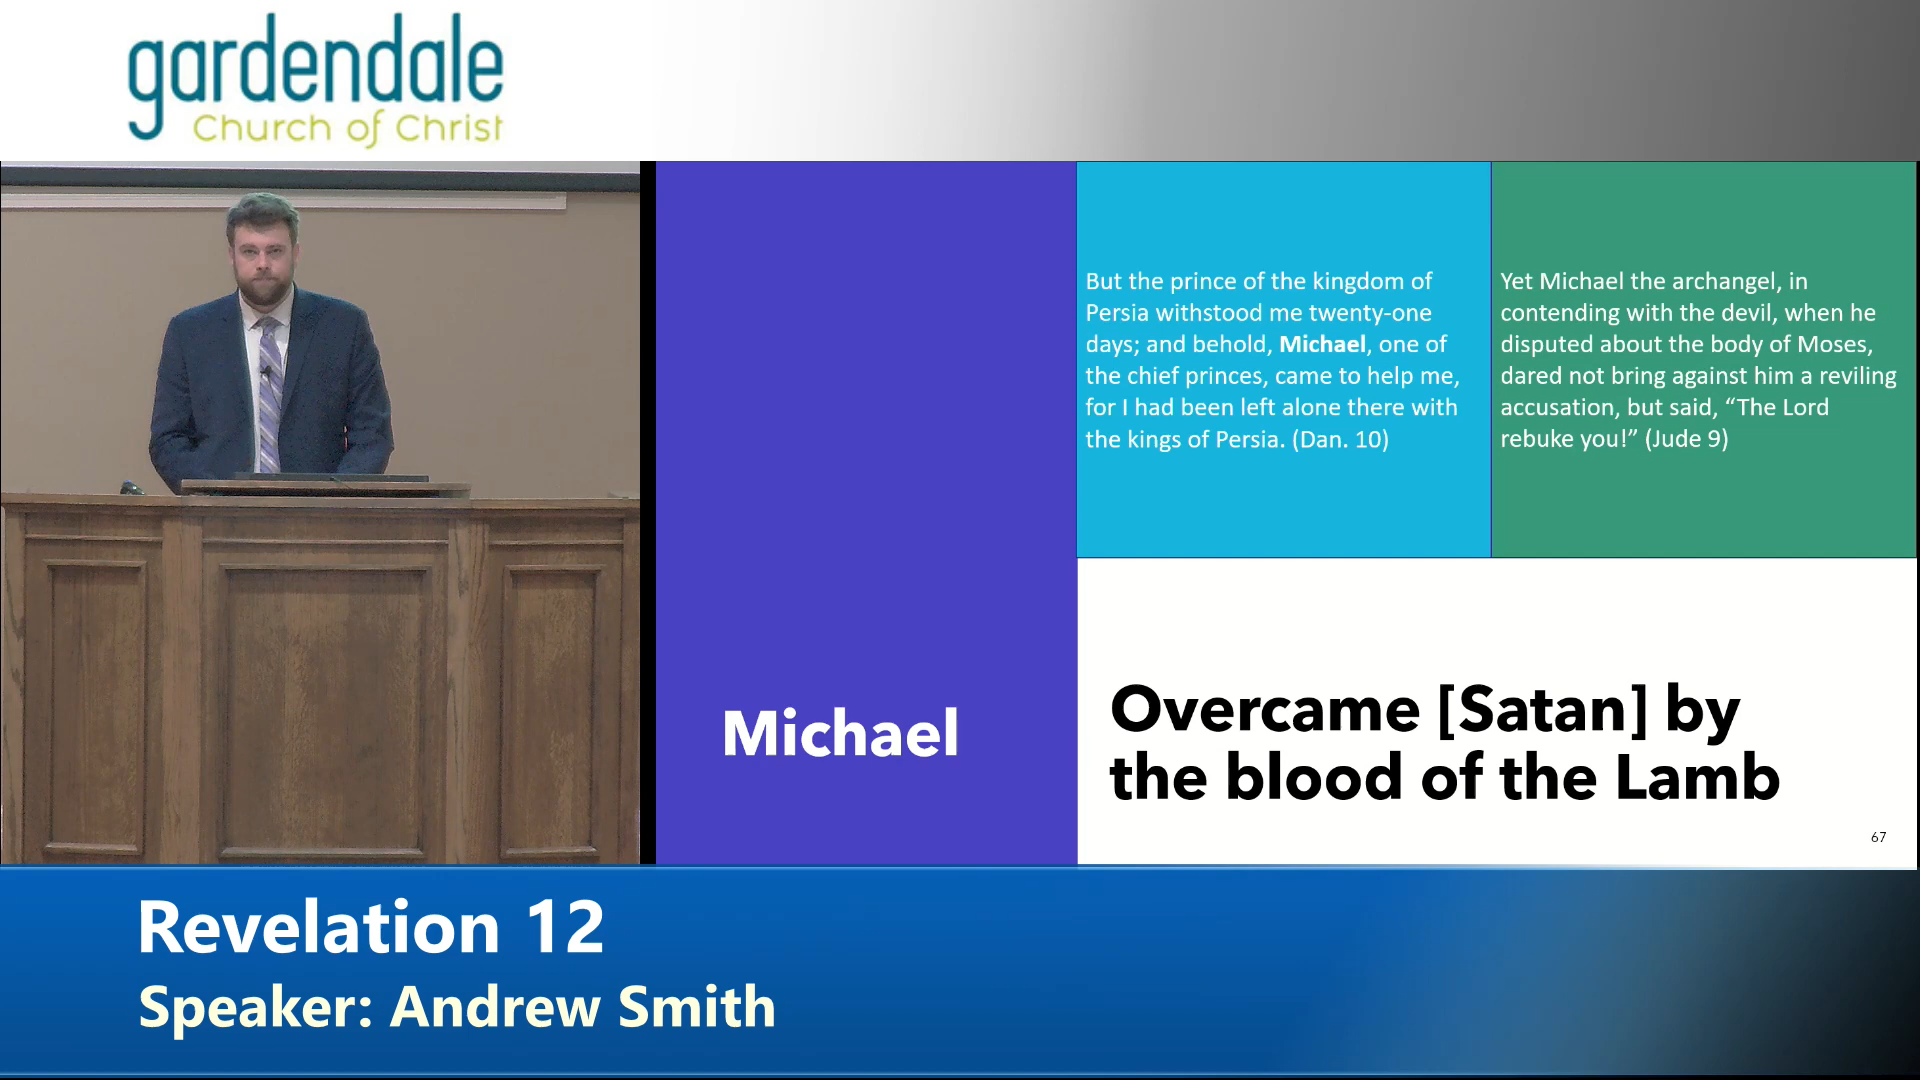 gardendale
Church of Christ
But the prince of the kingdom of
Persia withstood me twenty-one
days; and behold, Michael, one of
the chief princes, came to help me,
for I had been left alone there with
the kings of Persia. (Dan. 10)
Yet Michael the archangel, in
contending with the devil, when he
disputed about the body of Moses,
dared not bring against him a reviling
accusation, but said, “The Lord
rebuke you!” (Jude 9)
Michael
Overcame [Satan] by
the blood of the Lamb
67
Revelation 12
Speaker: Andrew Smith